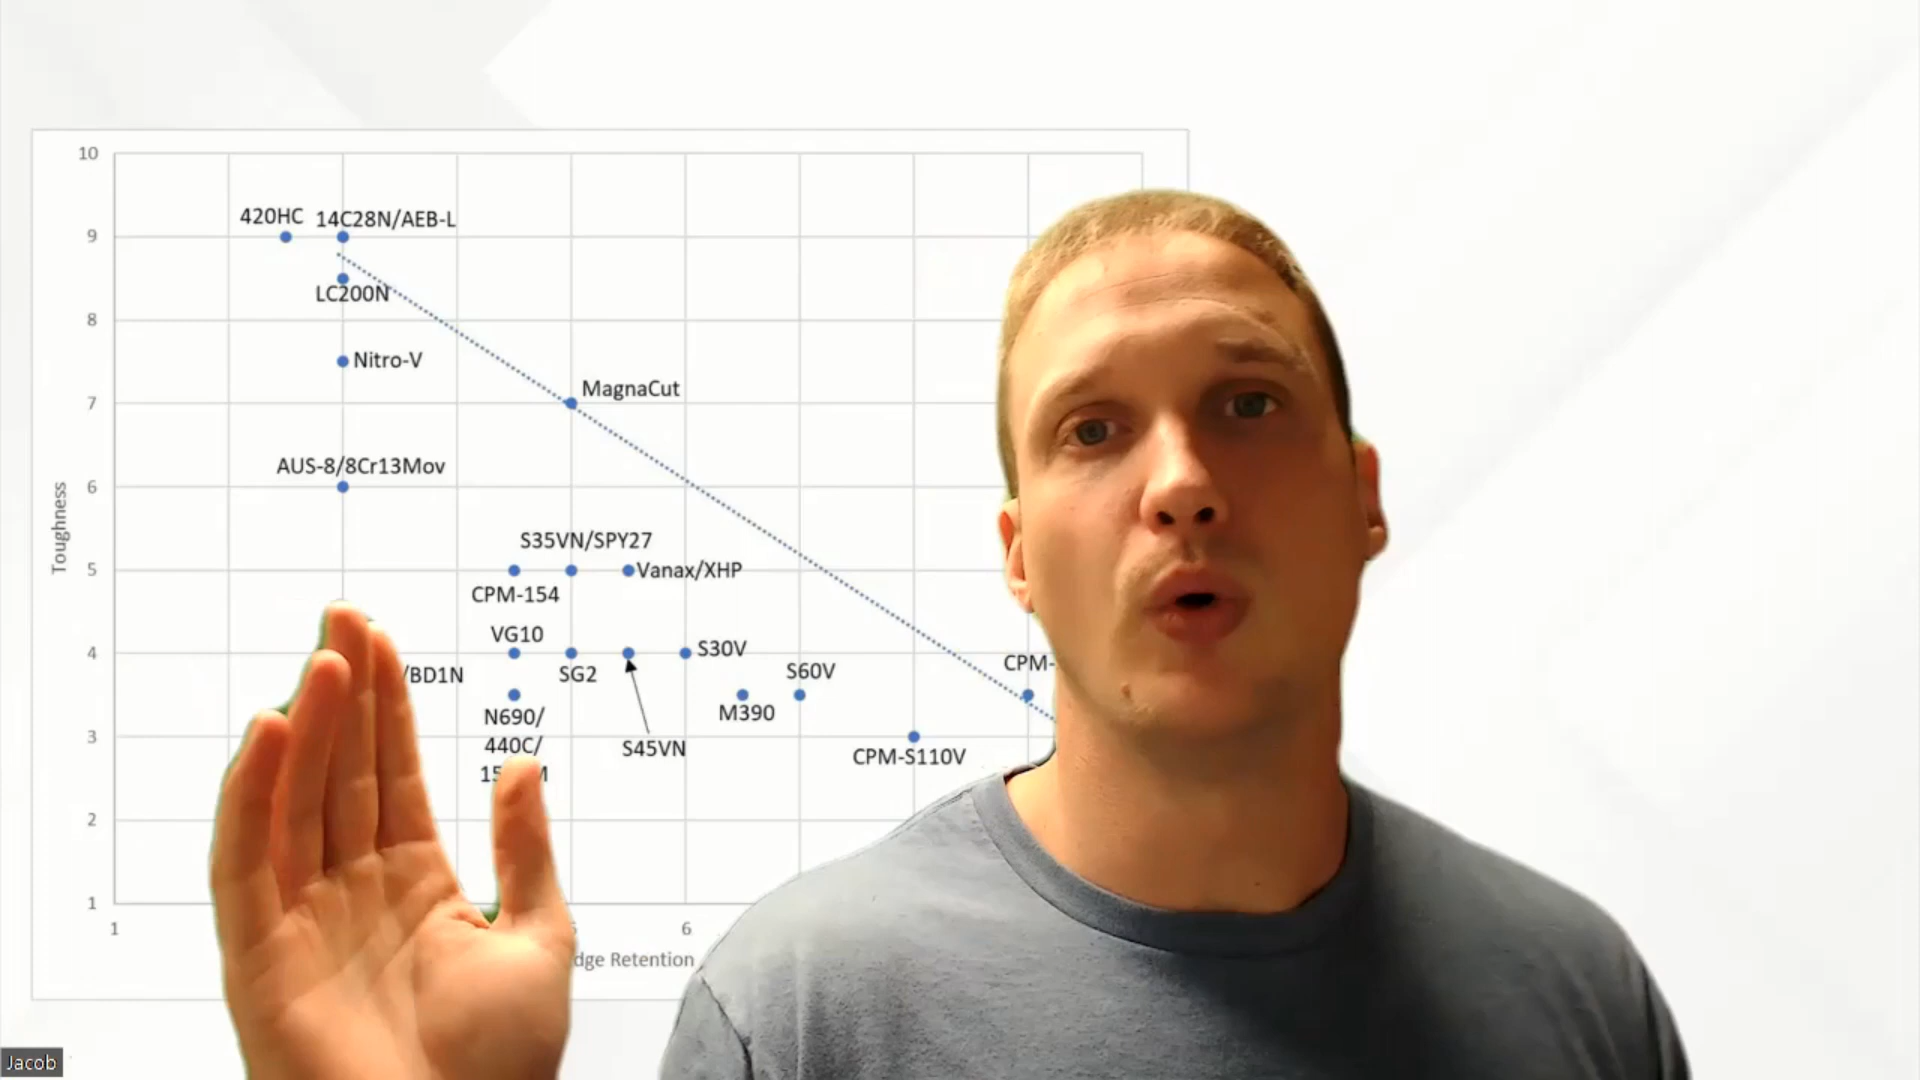 10
420HC 14C28N/AEB-L
9
LC200N
8
Nitro-V
MagnaCut
7
AUS-8/8Cr13Mov
6
Toughness
S35VN/SPY27
5
Vanax/XHP
CPM-154
VG10
4
S30V
CPM-
/BD1N
SG2
S60V
M390
N690/
440C/
3
S45VN
CPM-S110V
2
1
1
6
dge Retention
Jacob